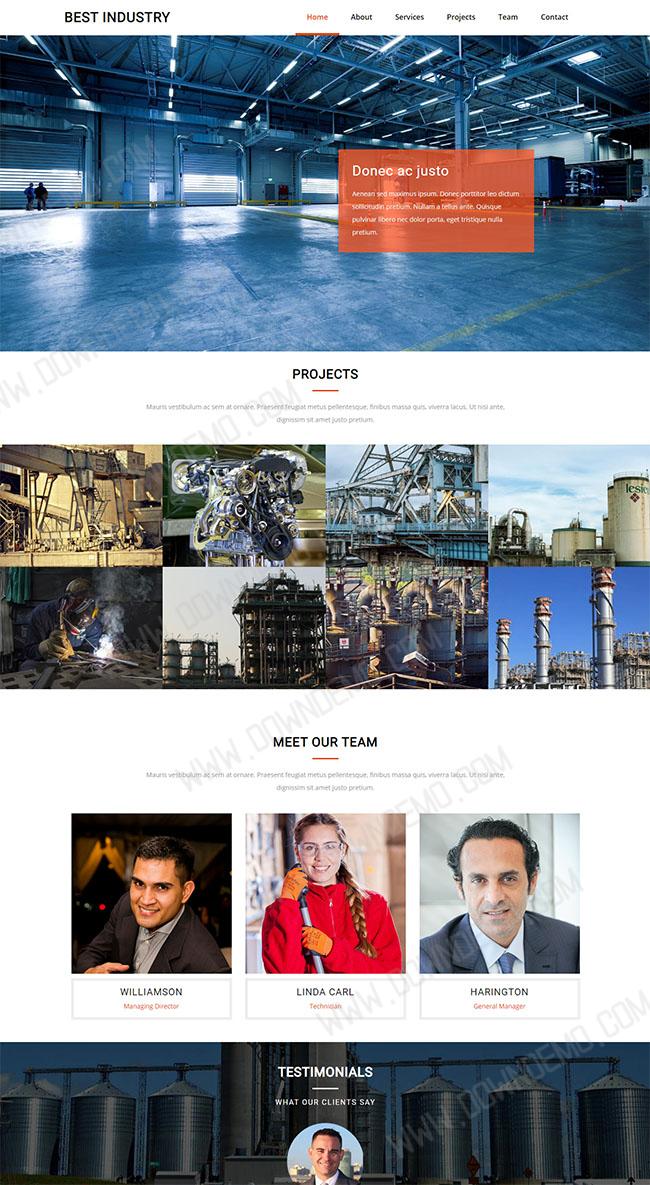 BEST INDUSTRY
Home About Services Projects Team Contact
Donec ac justo
Aenean sed maximus ipsum. Donec porttitor leo dictum
sollicitudin pretium. Nullam a tellus ante. Quisque
pulvinar libero nec dolor porta, eget tristique nulla
pretium.
PROJECTS
Mauris vestibulum ac sem at ornare. Praesent feugiat metus pellentesque, finibus massa quis, viverra lacus. Ut nisi ante,
dignissim sit amet justo pretium.
MEET OUR TEAM
Mauris vestibulum ac sem at ornare. Praesent feugiat metus pellentesque, finibus massa quis, viverra lacus. Ut nisi ante,
dignissim sit amet justo pretium.
WILLIAMSON
Managing Director
LINDA CARL
Technician
HARINGTON
General Manager
TESTIMONIALS
WHAT OUR CLIENTS SAY
WWW.DOWNDEMO.COM